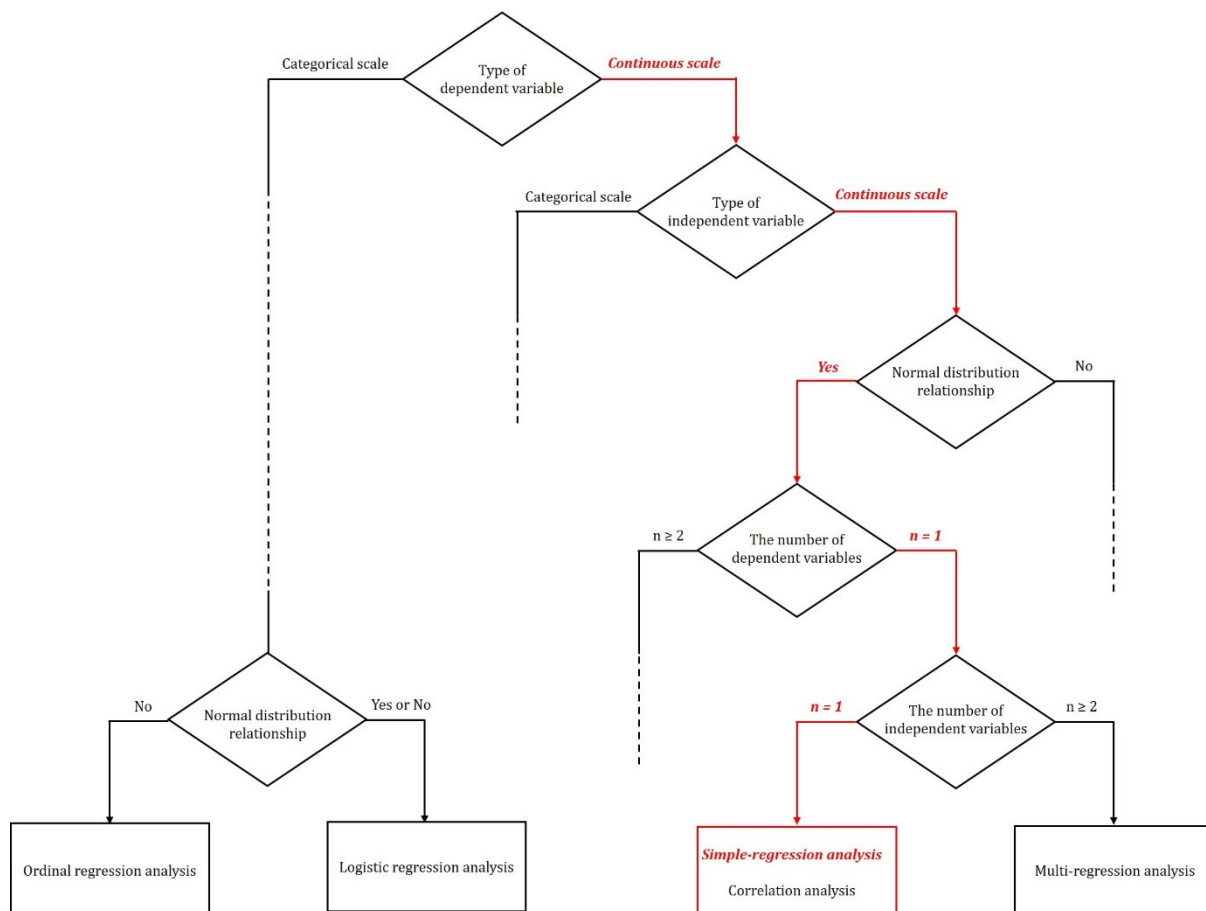 Categorical scale
Type of
dependent variable
Continuous scale
Categorical scale
Type of
independent variable
Continuous scale
Yes
Normal distribution
relationship
No
n ≥ 2
The number of
dependent variables
n = 1
No
Normal distribution
relationship
Yes or No
n = 1
The number of
independent variables
n ≥ 2
Ordinal regression analysis
Logistic regression analysis
Simple-regression analysis
Correlation analysis
Multi-regression analysis